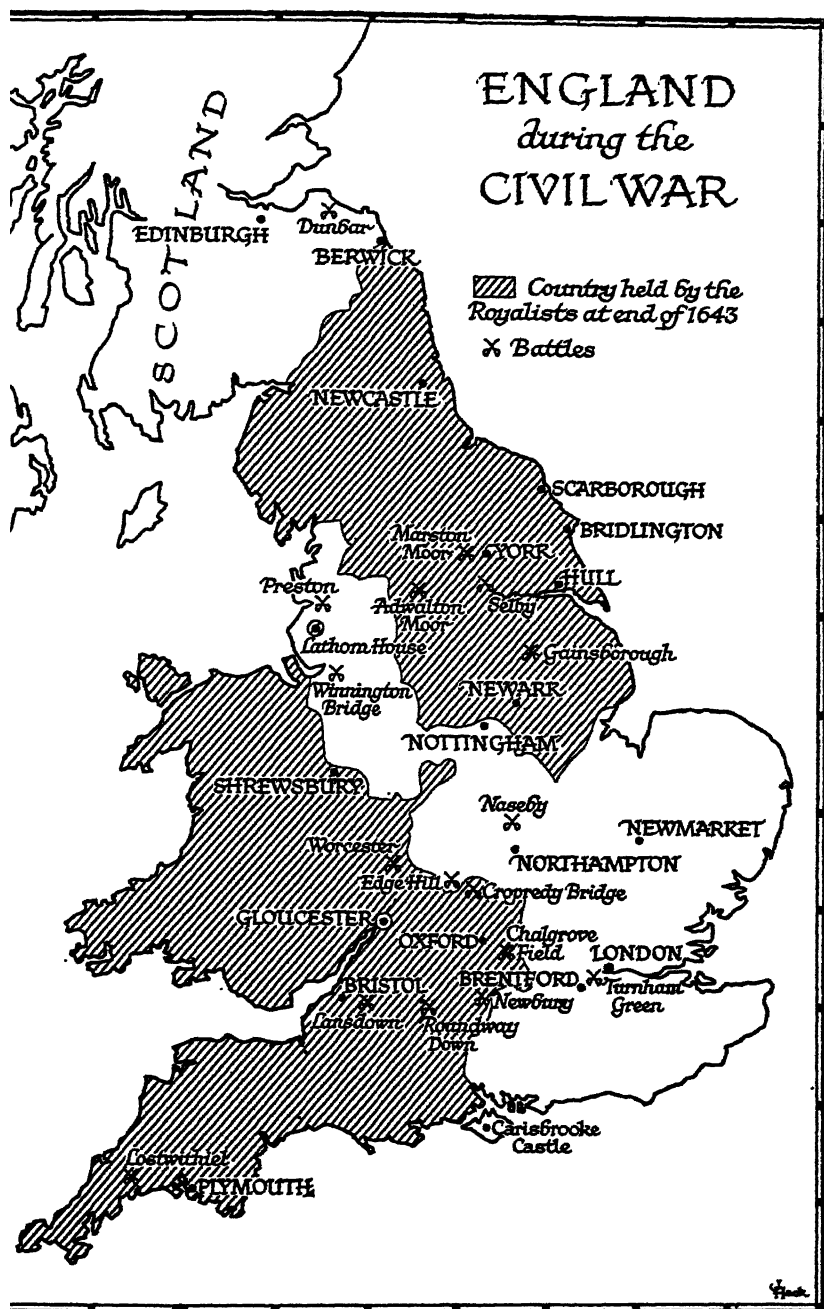 ENGLAND
during the
CIVIL WAR
SCOTLAND
EDINBURGH
Dunbar
BERWICK
Country held by the
Royalists at end of 1643
Battles
NEWCASTLE
SCARBOROUGH
BRIDLINGTON
Marston
Moor
YORK
HULL
Preston
Adwalton
Moor
Selby
Lathom House
Gainsborough
Winnington
Bridge
NEWARK
NOTTINGHAM
SHREWSBURY
Naseby
NEWMARKET
Worcester
NORTHAMPTON
Edge Hill
Cropredy Bridge
GLOUCESTER
OXFORD
Chalgrove
Field
LONDON
BRENTFORD
Turnham
Green
BRISTOL
Newbury
Lansdown
Roundway
Down
Carisbrooke
Castle
Lostwithiel
PLYMOUTH